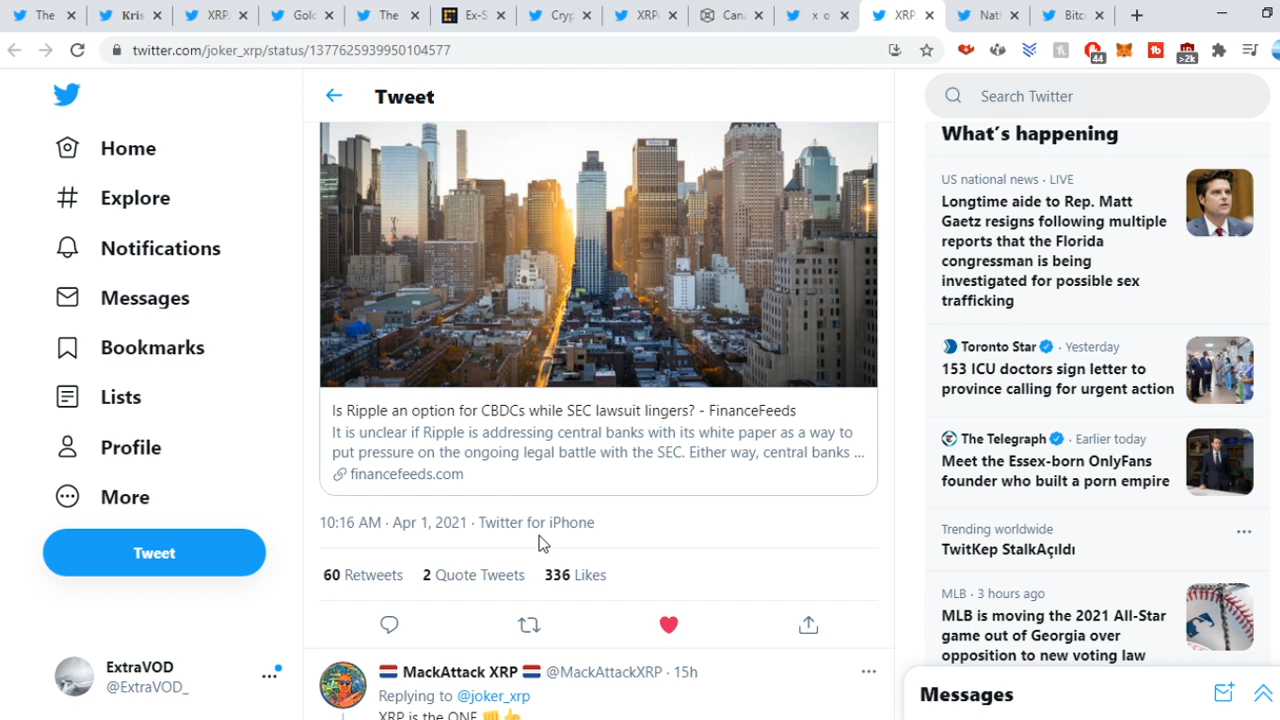 The
Kris
XRP.
Gold
The
Ex-S
Cryp
XRP
Can
x o
XRP.
Nath
Bitc
twitter.com/joker_xrp/status/1377625939950104577
44
>2k
Tweet
Search Twitter
What's happening
Home
Explore
Notifications
Messages
Bookmarks
Lists
Profile
More
Tweet
ExtraVOD
@ExtraVOD_
Is Ripple an option for CBDCs while SEC lawsuit lingers? - FinanceFeeds
It is unclear if Ripple is addressing central banks with its white paper as a way to
put pressure on the ongoing legal battle with the SEC. Either way, central banks ...
financefeeds.com
10:16 AM · Apr 1, 2021 · Twitter for iPhone
60 Retweets 2 Quote Tweets 336 Likes
MackAttack XRP @MackAttackXRP · 15h
Replying to @joker_xrp
XRP is the ONE
US national news · LIVE
Longtime aide to Rep. Matt
Gaetz resigns following multiple
reports that the Florida
congressman is being
investigated for possible sex
trafficking
Toronto Star · Yesterday
153 ICU doctors sign letter to
province calling for urgent action
The Telegraph · Earlier today
Meet the Essex-born OnlyFans
founder who built a porn empire
Trending worldwide
TwitKep StalkAçıldı
MLB · 3 hours ago
MLB is moving the 2021 All-Star
game out of Georgia over
opposition to new voting law
Messages